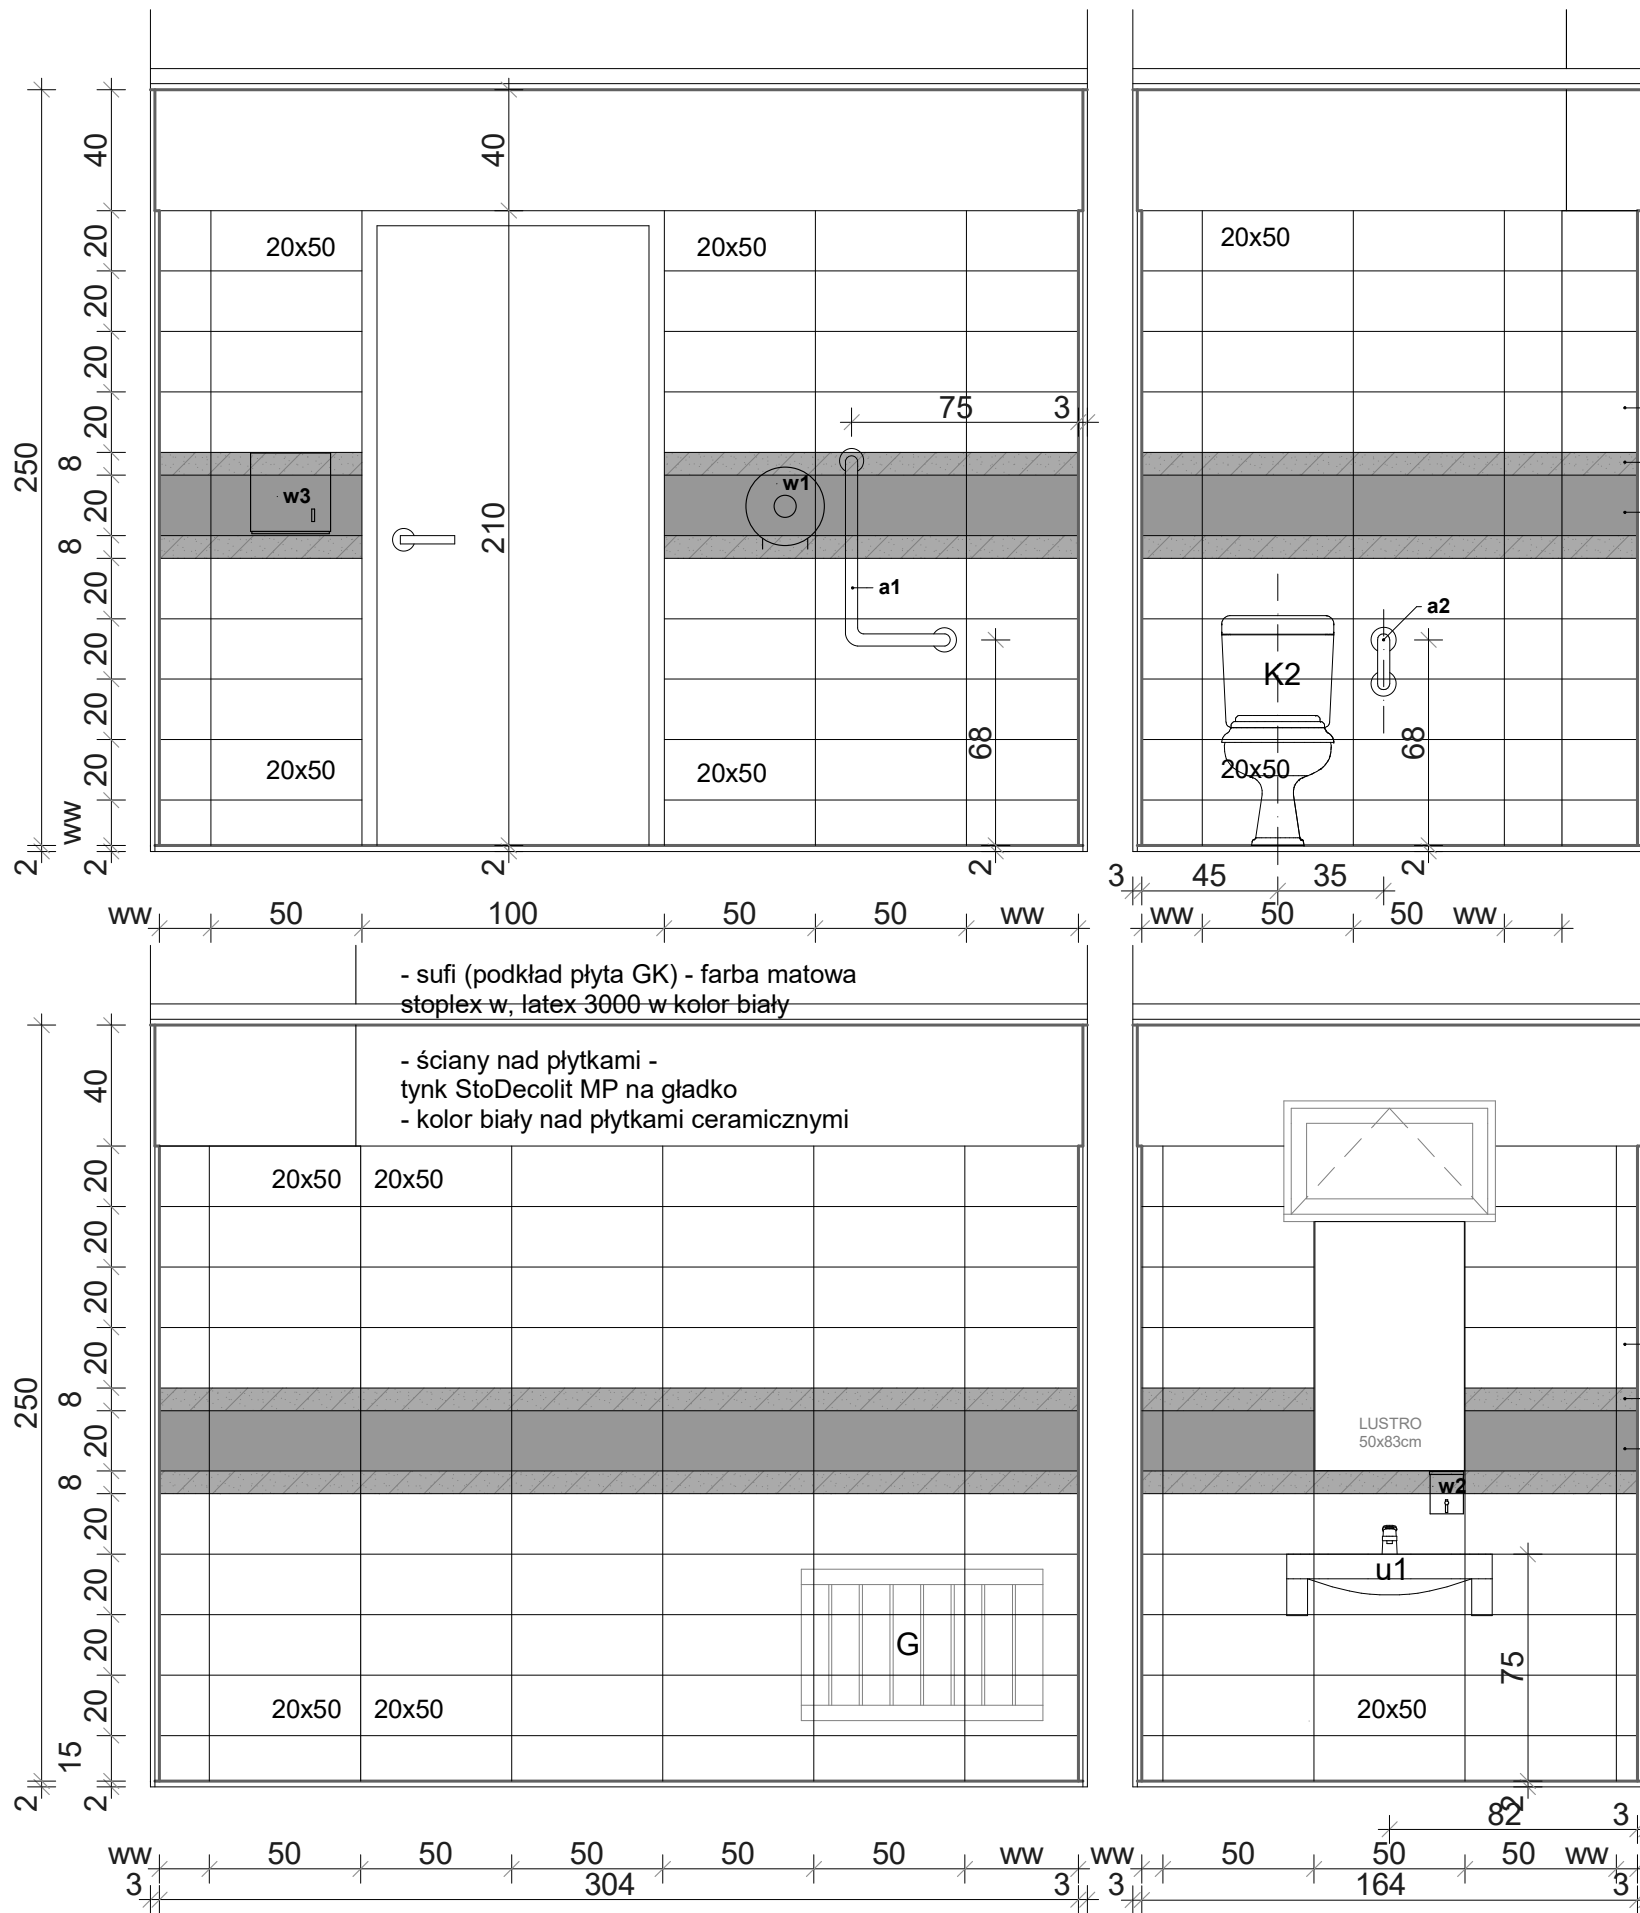 40
40
20
20x50
20x50
20x50
20
20
20
75
3
250
8
w3
w1
20
210
8
20
a1
a2
20
K2
20
68
68
20
20x50
20x50
20x50
ww
2
2
2
2
2
3
45
35
ww
50
100
50
50
ww
ww
50
50
ww
- sufi (podkład płyta GK) - farba matowa
stoplex w, latex 3000 w kolor biały
- ściany nad płytkami -
tynk StoDecolit MP na gładko
- kolor biały nad płytkami ceramicznymi
40
20
20x50
20x50
20
20
20
250
8
LUSTRO
50x83cm
20
8
w2
20
u1
20
G
20
75
20
20x50
20x50
20x50
15
2
2
2
82
3
ww
50
50
50
50
50
ww
ww
50
50
50
ww
3
304
3
3
164
3